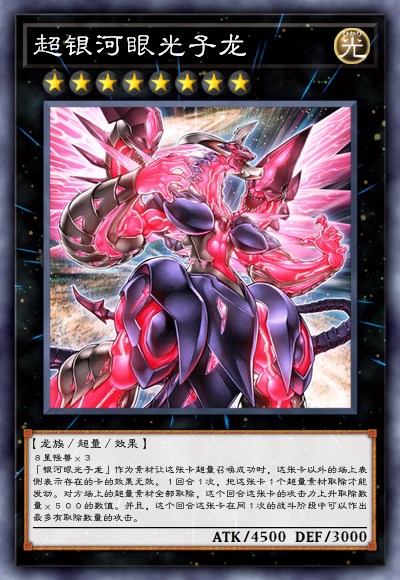 超银河眼光子龙
光
【龙族／超量／效果】
８星怪兽×３
「银河眼光子龙」作为素材让这张卡超量召唤成功时，这张卡以外的场上表
侧表示存在的卡的效果无效。１回合１次，把这张卡１个超量素材取除才能
发动。对方场上的超量素材全部取除，这个回合这张卡的攻击力上升取除数
量×５００的数值。并且，这个回合这张卡在同１次的战斗阶段中可以作出
最多有取除数量的攻击。
ATK/4500 DEF/3000